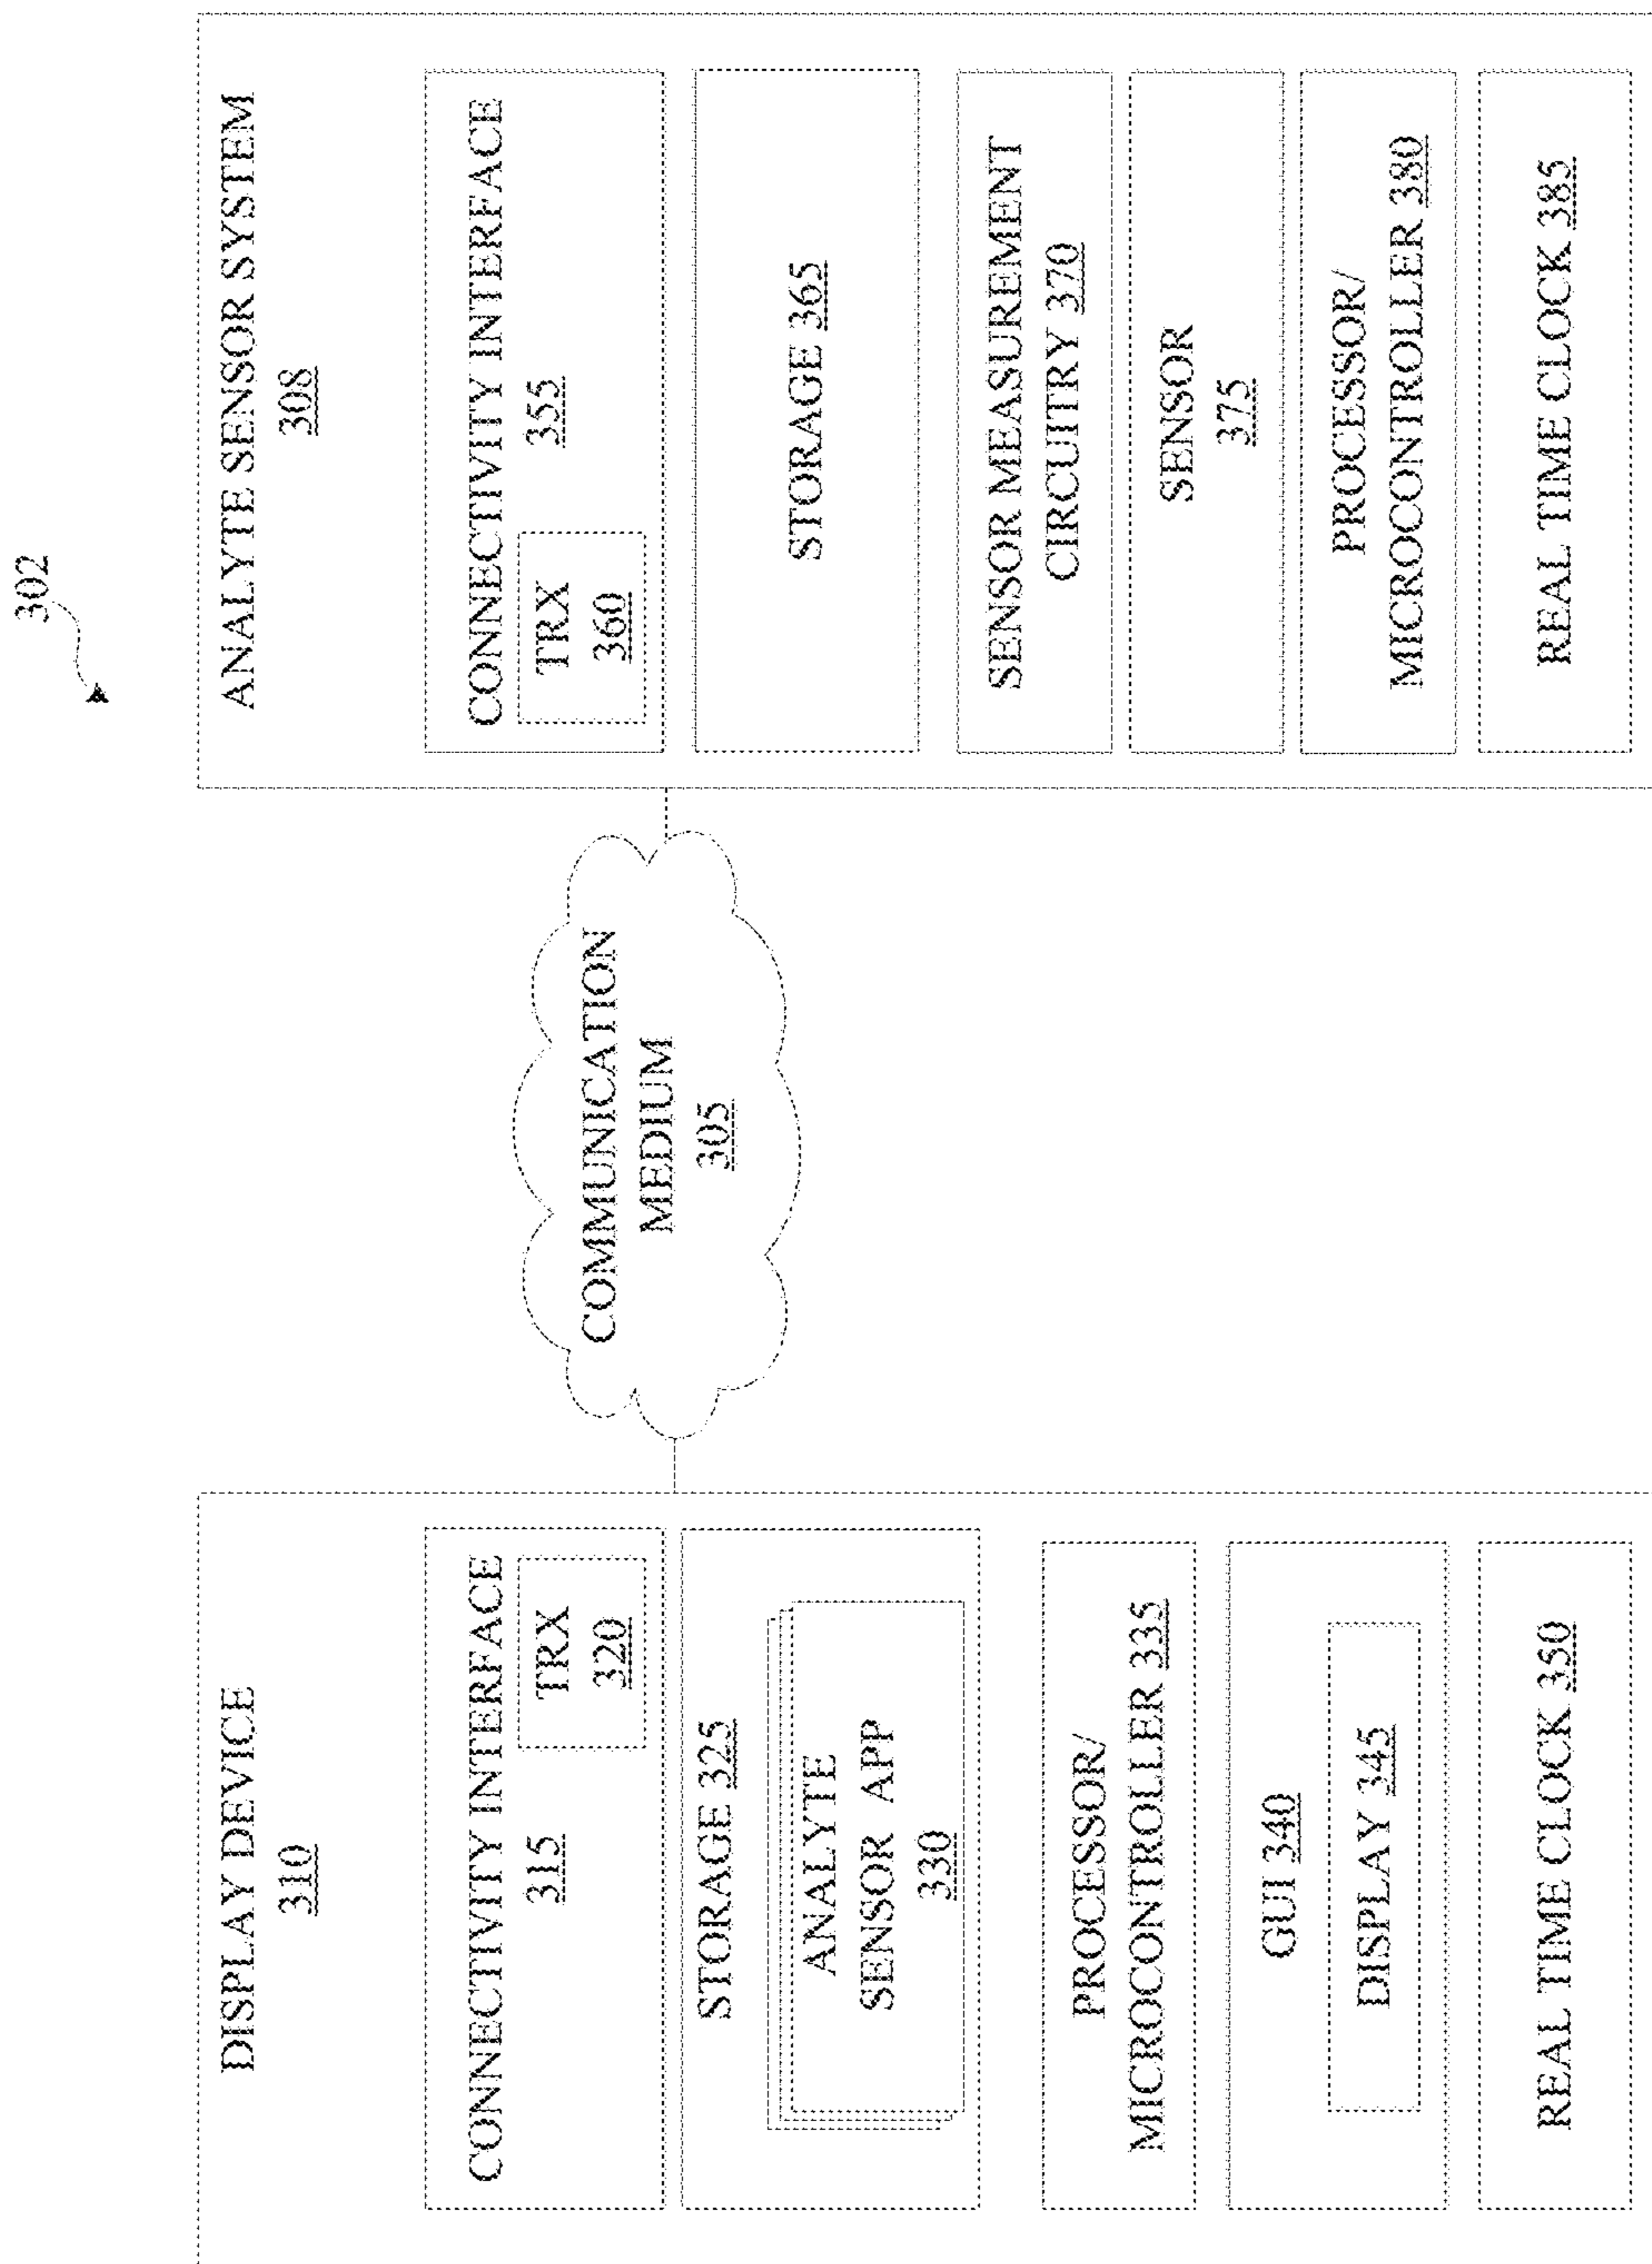 302
DISPLAY DEVICE
310
CONNECTIVITY INTERFACE
315
TRX
320
STORAGE 325
ANALYTE
SENSOR APP
330
PROCESSOR/
MICROCONTROLLER 335
GUI 340
DISPLAY 345
REAL TIME CLOCK 350
COMMUNICATION
MEDIUM
305
ANALYTE SENSOR SYSTEM
308
CONNECTIVITY INTERFACE
355
TRX
360
STORAGE 365
SENSOR MEASUREMENT
CIRCUITRY 370
SENSOR
375
PROCESSOR/
MICROCONTROLLER 380
REAL TIME CLOCK 385